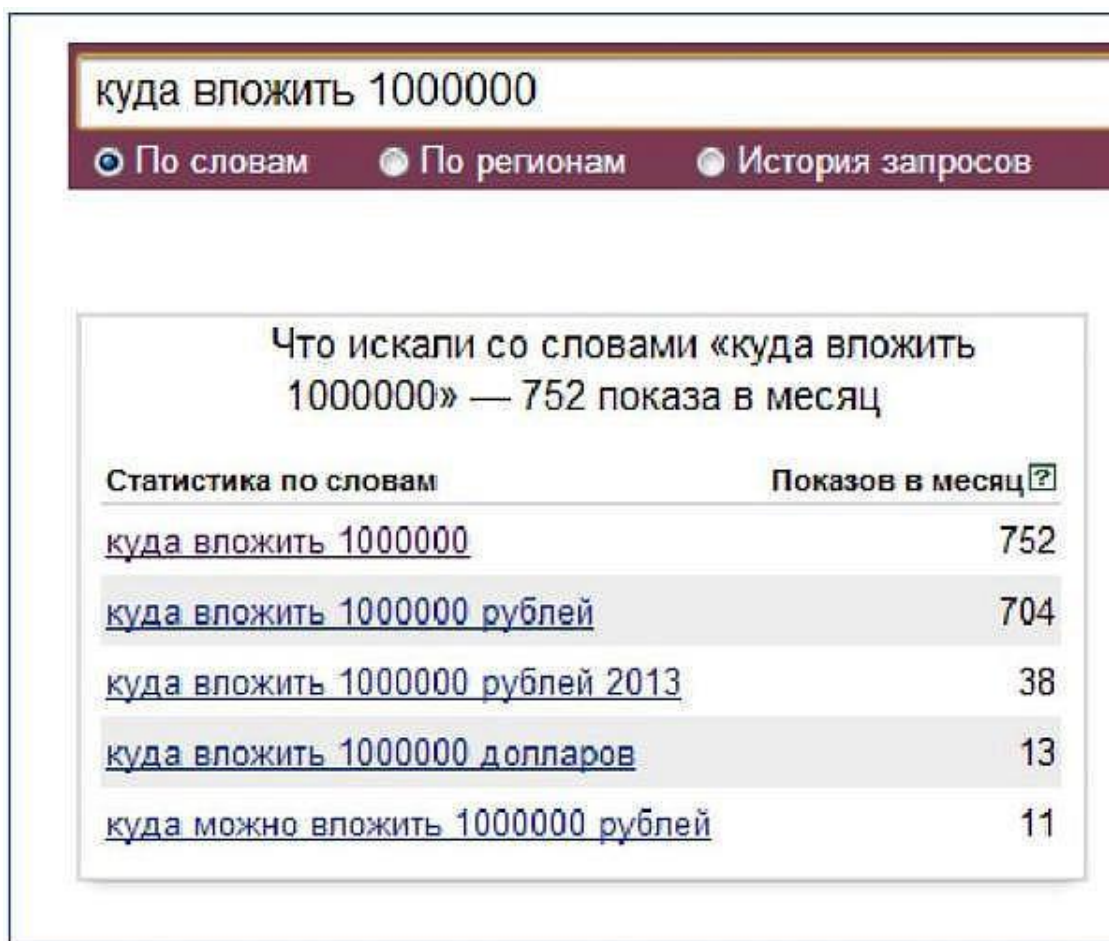 куда вложить 1000000
По словам По регионам История запросов
Что искали со словами «куда вложить
1000000» — 752 показа в месяц
Статистика по словам Показов в месяц ?
куда вложить 1000000 752
куда вложить 1000000 рублей 704
куда вложить 1000000 рублей 2013 38
куда вложить 1000000 долларов 13
куда можно вложить 1000000 рублей 11